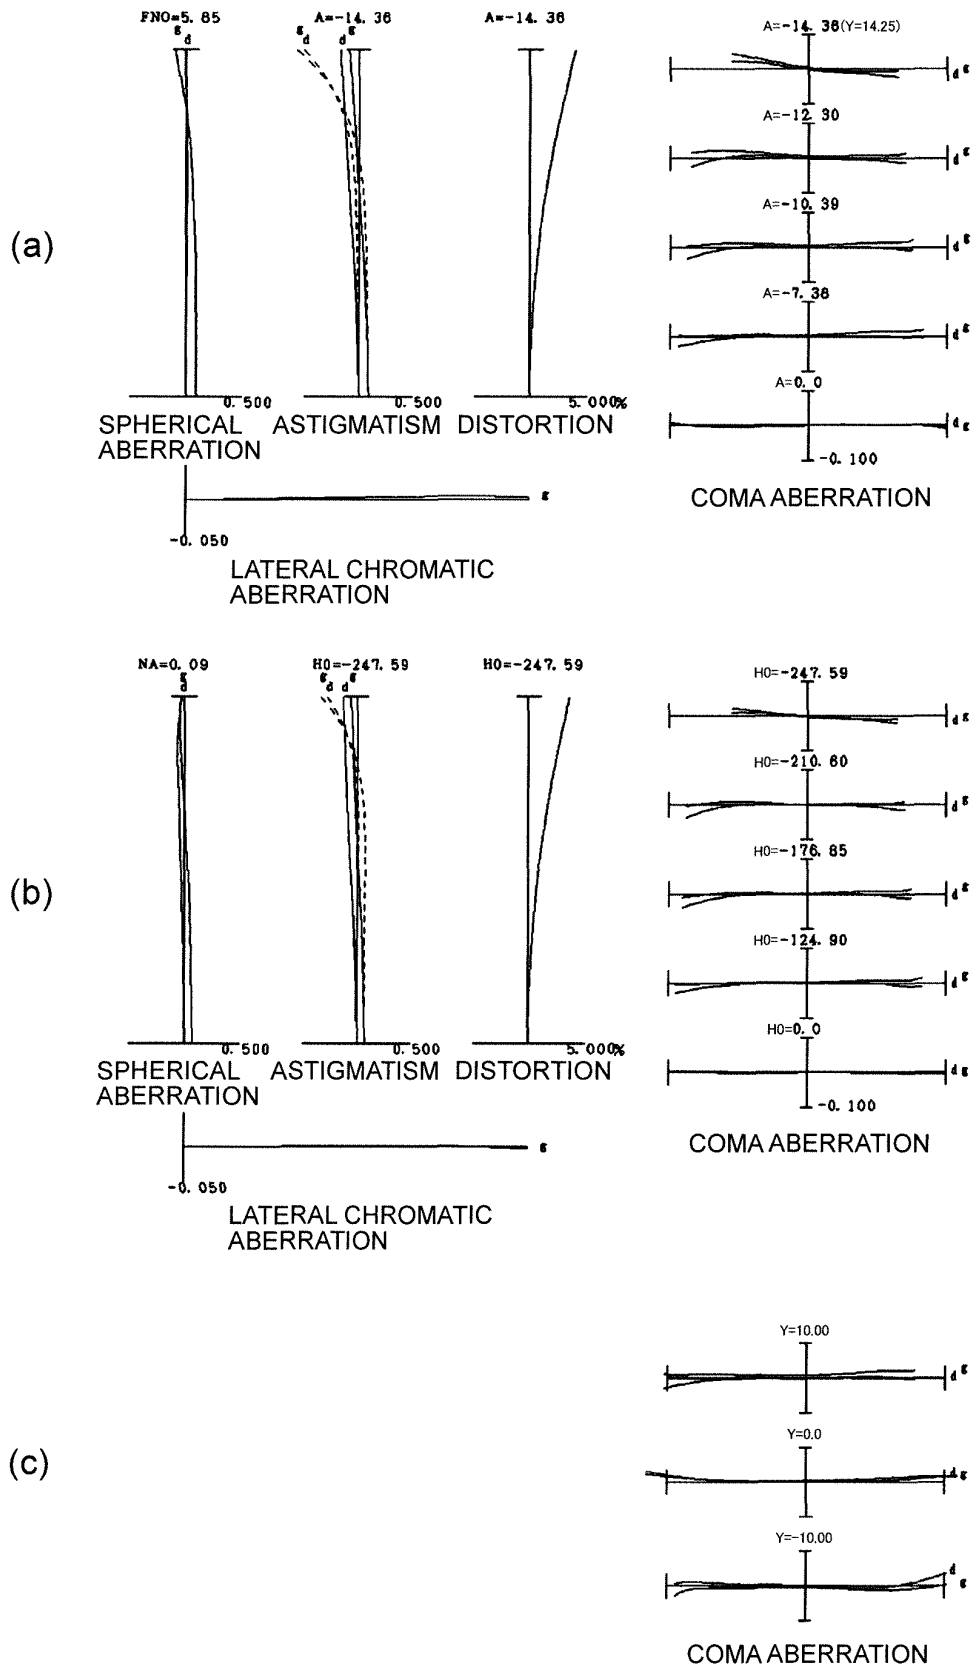 FNO=5.85
A=-14.36
A=-14.36
g
d
g
d
d
g
(a)
0.500
0.500
5.000%
SPHERICAL
ABERRATION
ASTIGMATISM
DISTORTION
g
-0.050
LATERAL CHROMATIC
ABERRATION
A=-14.36(Y=14.25)
d g
A=-12.30
d g
A=-10.39
d g
A=-7.36
d g
A=0.0
d g
-0.100
COMA ABERRATION
NA=0.09
H0=-247.59
H0=-247.59
g
d
g
d
d
g
(b)
0.500
0.500
5.000%
SPHERICAL
ABERRATION
ASTIGMATISM
DISTORTION
g
-0.050
LATERAL CHROMATIC
ABERRATION
H0=-247.59
d g
H0=-210.60
d g
H0=-176.85
d g
H0=-124.90
d g
H0=0.0
d g
-0.100
COMA ABERRATION
(c)
Y=10.00
d g
Y=0.0
d g
Y=-10.00
d
g
COMA ABERRATION